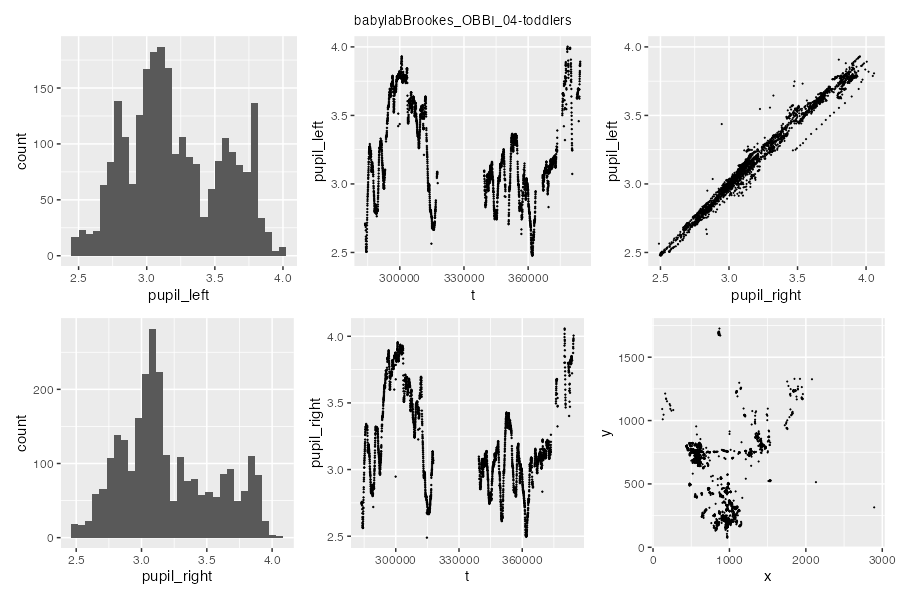 babylabBrookes_OBBI_04-toddlers
count
150
100
50
0
2.5 3.0 3.5 4.0
pupil_left
pupil_left
4.0
3.5
3.0
2.5
300000 330000 360000
t
pupil_left
4.0
3.5
3.0
2.5
2.5 3.0 3.5 4.0
pupil_right
count
200
100
0
2.5 3.0 3.5 4.0
pupil_right
pupil_right
4.0
3.5
3.0
2.5
300000 330000 360000
t
y
1500
1000
500
0
0 1000 2000 3000
x